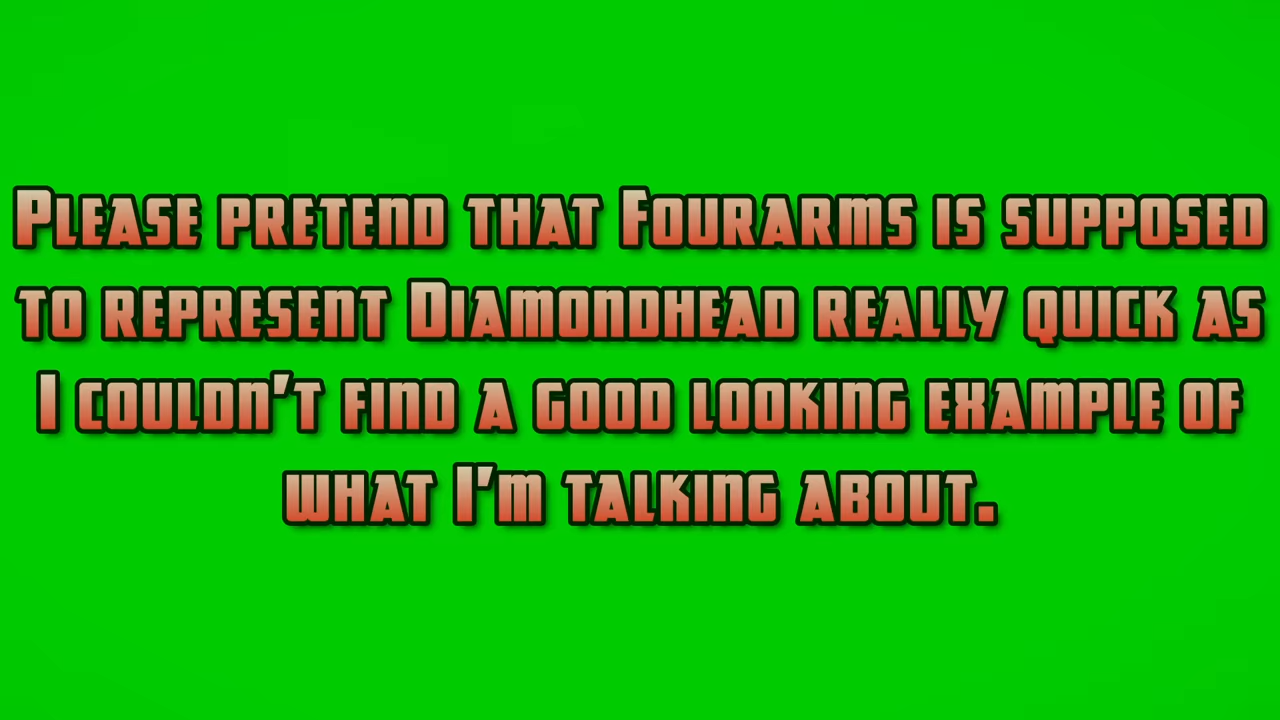 Please pretend that Fourarms is supposed
to represent Diamondhead really quick as
I couldn't find a good looking example of
what I'm talking about.